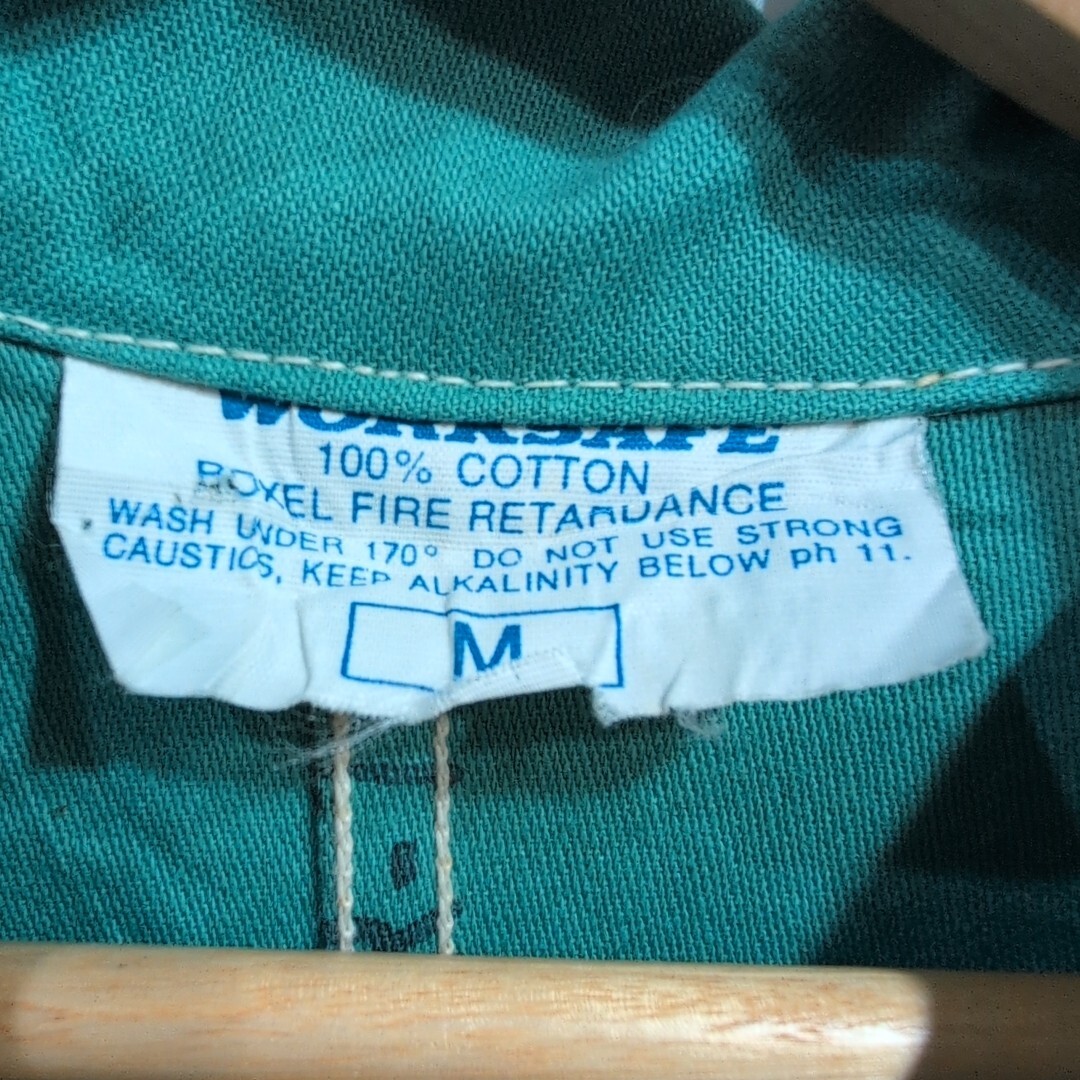 WORKSAFE
100% COTTON
ROXEL FIRE RETARDANCE
WASH UNDER 170° DO NOT USE STRONG
CAUSTICS, KEEP ALKALINITY BELOW ph 11.
M